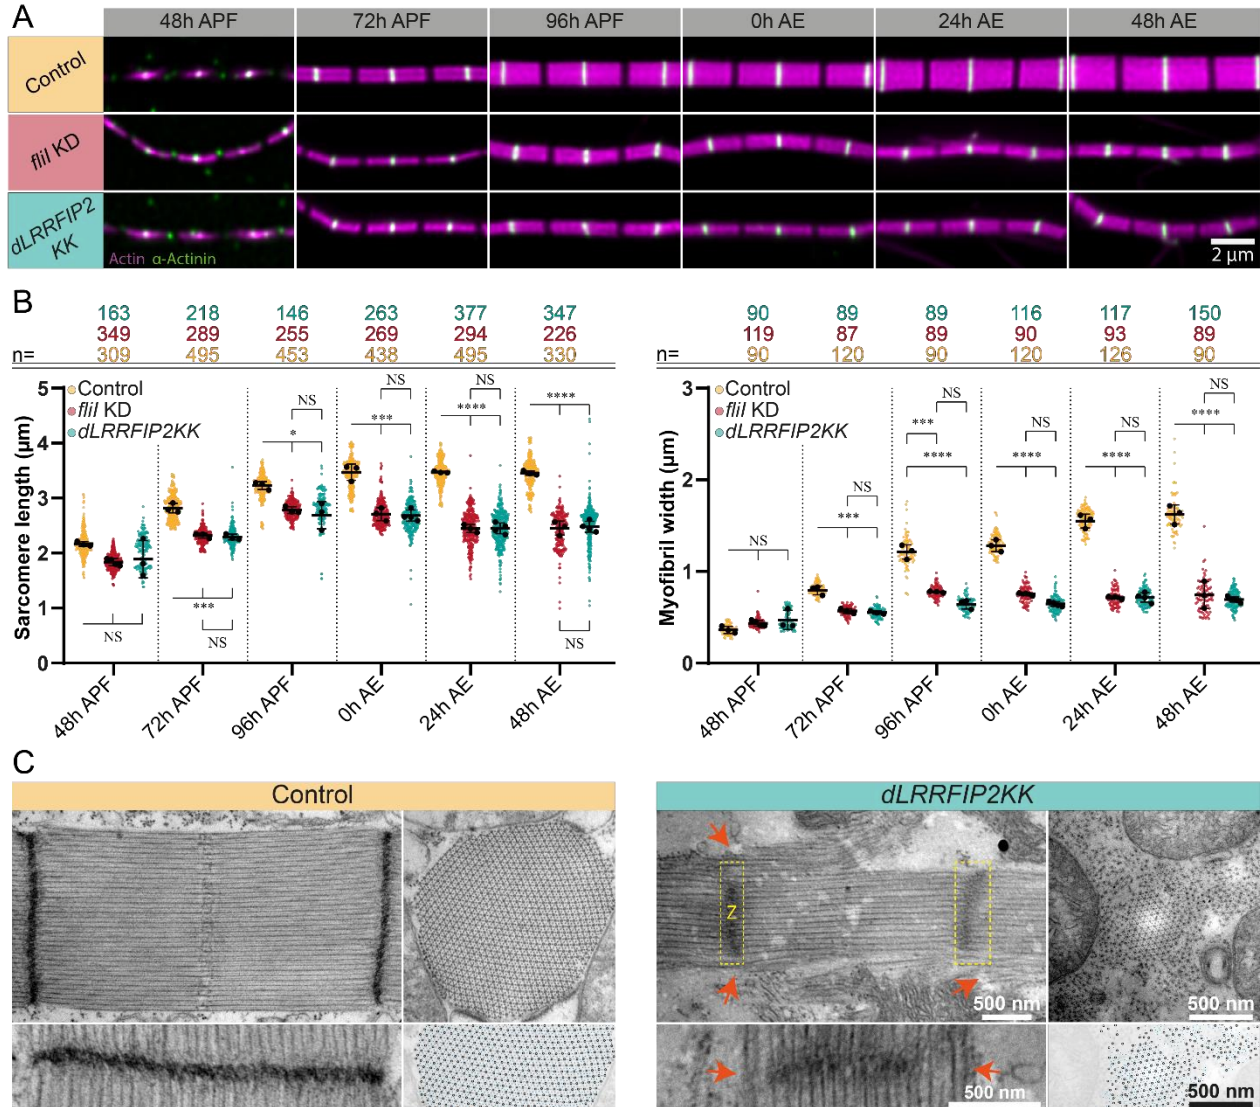 A
48h APF 72h APF 96h APF 0h AE 24h AE 48h AE
Control
fliI KD
dLRRFIP2
KK
Actin α-Actinin
2 µm
B
163 218 146 263 377 347
349 289 255 269 294 226
n= 309 495 453 438 495 330
5
4
3
2
1
0
Sarcomere length (µm)
Control
fliI KD
dLRRFIP2KK
NS
NS
NS
*
***
****
****
***
NS
NS
NS
48h APF 72h APF 96h APF 0h AE 24h AE 48h AE
90 89 89 116 117 150
119 87 89 90 93 89
n= 90 120 90 120 126 90
3
2
1
0
Myofibril width (µm)
Control
fliI KD
dLRRFIP2KK
NS
NS
***
****
NS
****
NS
****
NS
****
NS
***
48h APF 72h APF 96h APF 0h AE 24h AE 48h AE
C
Control
dLRRFIP2KK
Z
500 nm
500 nm
500 nm
500 nm